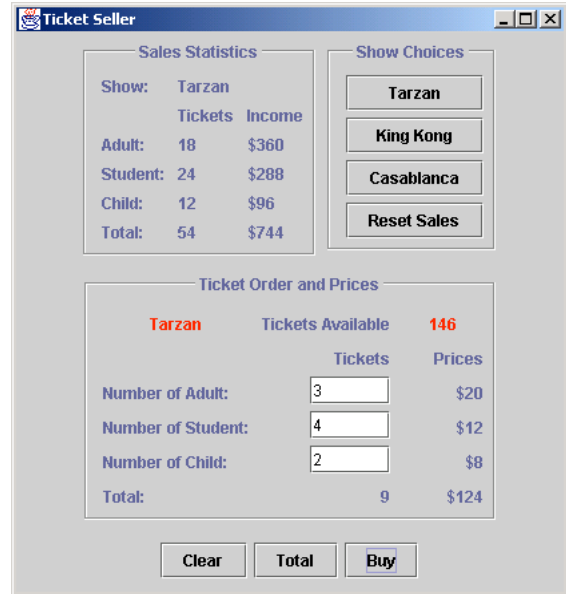 Ticket Seller
Sales Statistics
Show: Tarzan
Tickets Income
Adult: 18 $360
Student: 24 $288
Child: 12 $96
Total: 54 $744
Show Choices
Tarzan
King Kong
Casablanca
Reset Sales
Ticket Order and Prices
Tarzan Tickets Available 146
Tickets Prices
Number of Adult: 3 $20
Number of Student: 4 $12
Number of Child: 2 $8
Total: 9 $124
Clear Total Buy